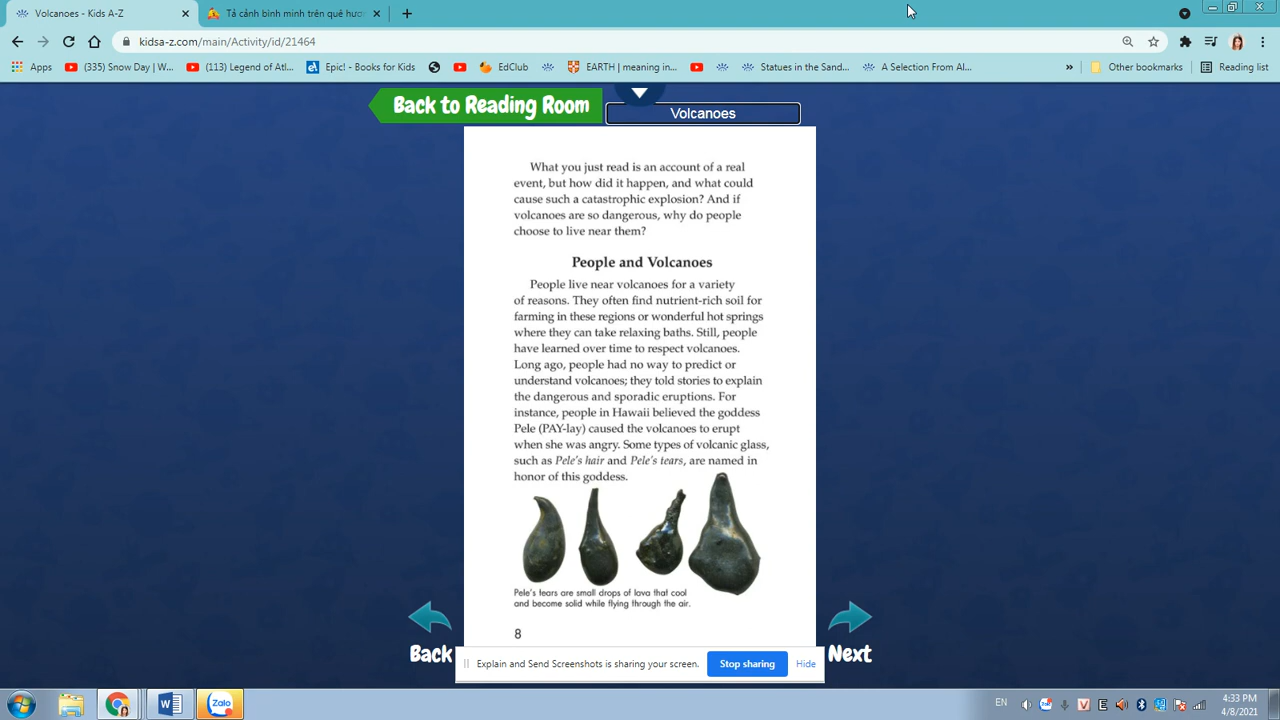 Volcanoes - Kids A-Z
Tả cảnh bình minh trên quê hươ
kidsa-z.com/main/Activity/id/21464
Apps
(335) Snow Day | W...
(113) Legend of Atl...
Epic! - Books for Kids
EdClub
EARTH | meaning in...
Statues in the Sand...
A Selection From Al...
»
Other bookmarks
Reading list
Back to Reading Room
Volcanoes
What you just read is an account of a real
event, but how did it happen, and what could
cause such a catastrophic explosion? And if
volcanoes are so dangerous, why do people
choose to live near them?
People and Volcanoes
People live near volcanoes for a variety
of reasons. They often find nutrient-rich soil for
farming in these regions or wonderful hot springs
where they can take relaxing baths. Still, people
have learned over time to respect volcanoes.
Long ago, people had no way to predict or
understand volcanoes; they told stories to explain
the dangerous and sporadic eruptions. For
instance, people in Hawaii believed the goddess
Pele (PAY-lay) caused the volcanoes to erupt
when she was angry. Some types of volcanic glass,
such as Pele's hair and Pele's tears, are named in
honor of this goddess.
Pele's tears are small drops of lava that cool
and become solid while flying through the air.
8
Back
Next
Explain and Send Screenshots is sharing your screen.
Stop sharing
Hide
Zalo
EN
4:33 PM
4/8/2021